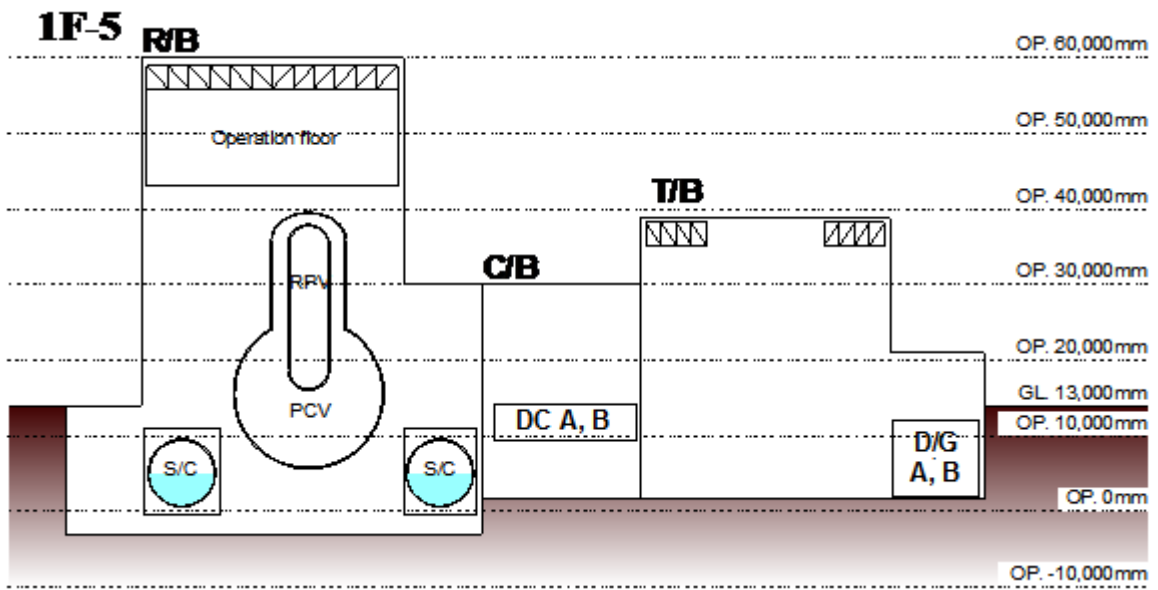 1F-5
R/B
OP. 60,000mm
Operation floor
OP. 50,000mm
T/B
OP. 40,000mm
C/B
RPV
OP. 30,000mm
OP. 20,000mm
GL. 13,000mm
PCV
DC A, B
OP. 10,000mm
D/G
A, B
S/C
S/C
OP. 0mm
OP. -10,000mm